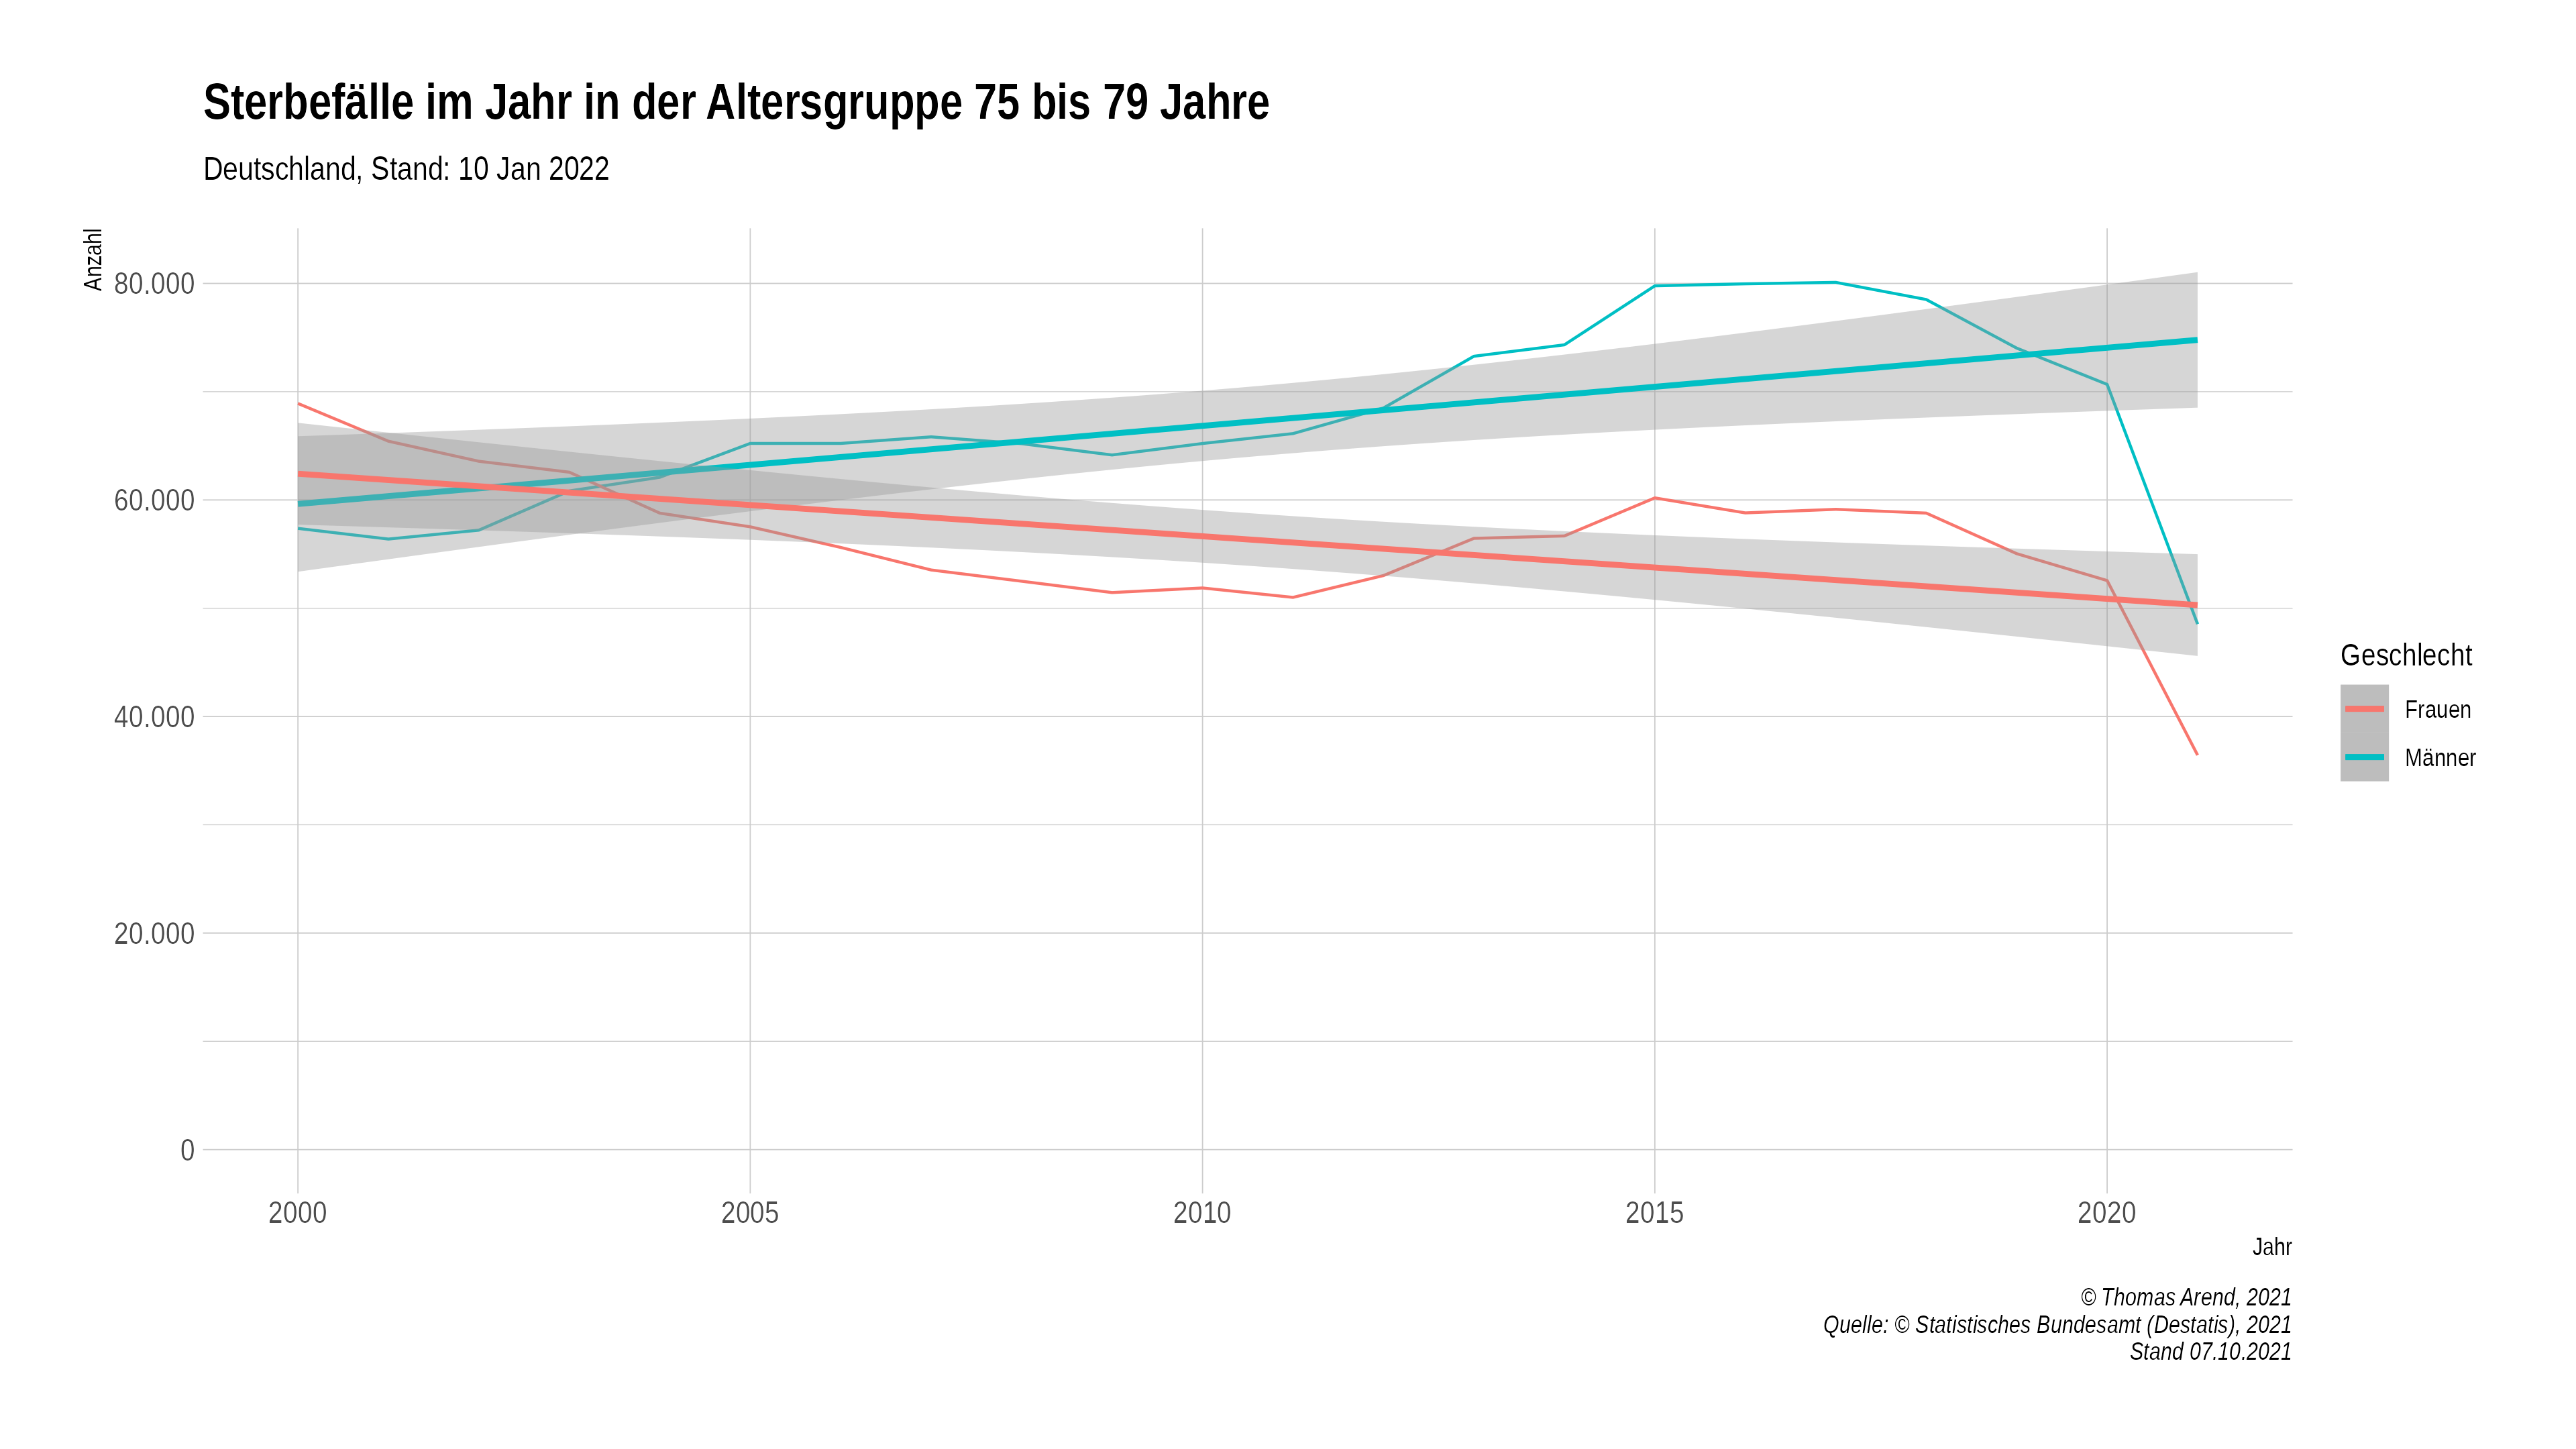 Sterbefälle im Jahr in der Altersgruppe 75 bis 79 Jahre
Deutschland, Stand: 10 Jan 2022
Anzahl
80.000
60.000
40.000
20.000
0
2000
2005
2010
2015
2020
Jahr
Geschlecht
Frauen
Männer
© Thomas Arend, 2021
Quelle: © Statistisches Bundesamt (Destatis), 2021
Stand 07.10.2021